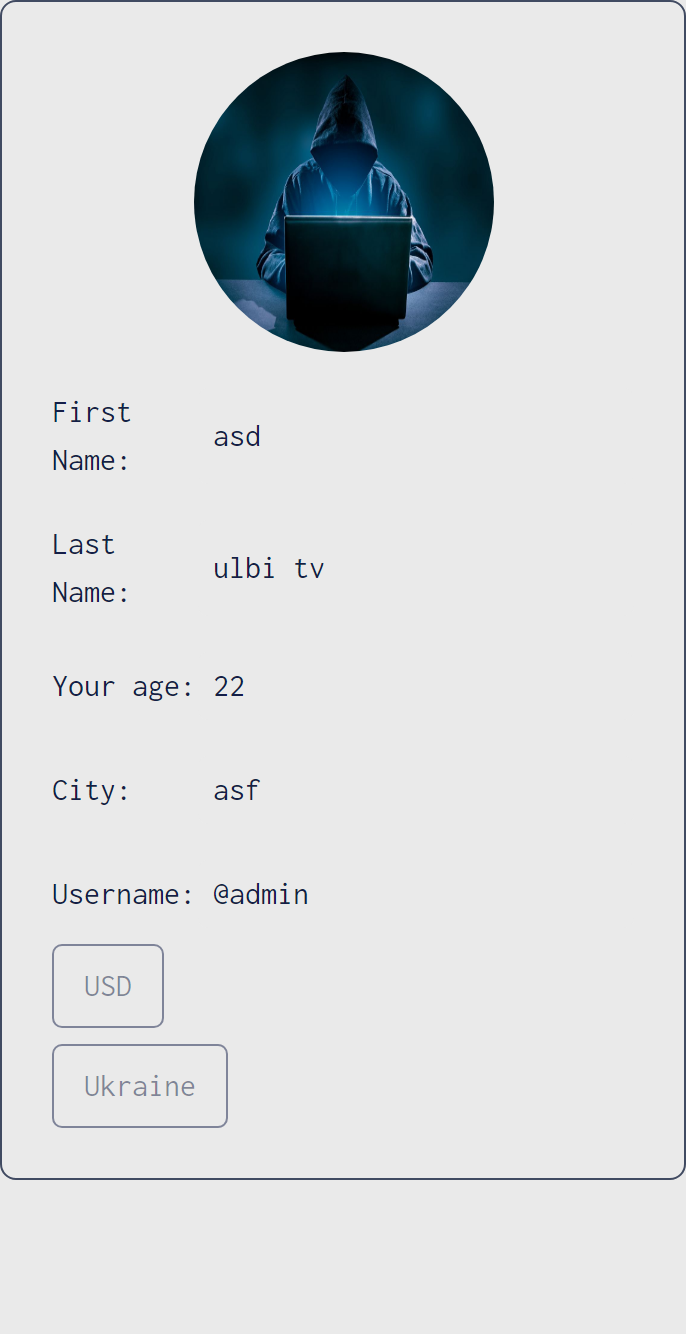 First
Name:
asd
Last
Name:
ulbi tv
Your age: 22
City: asf
Username: @admin
USD
Ukraine